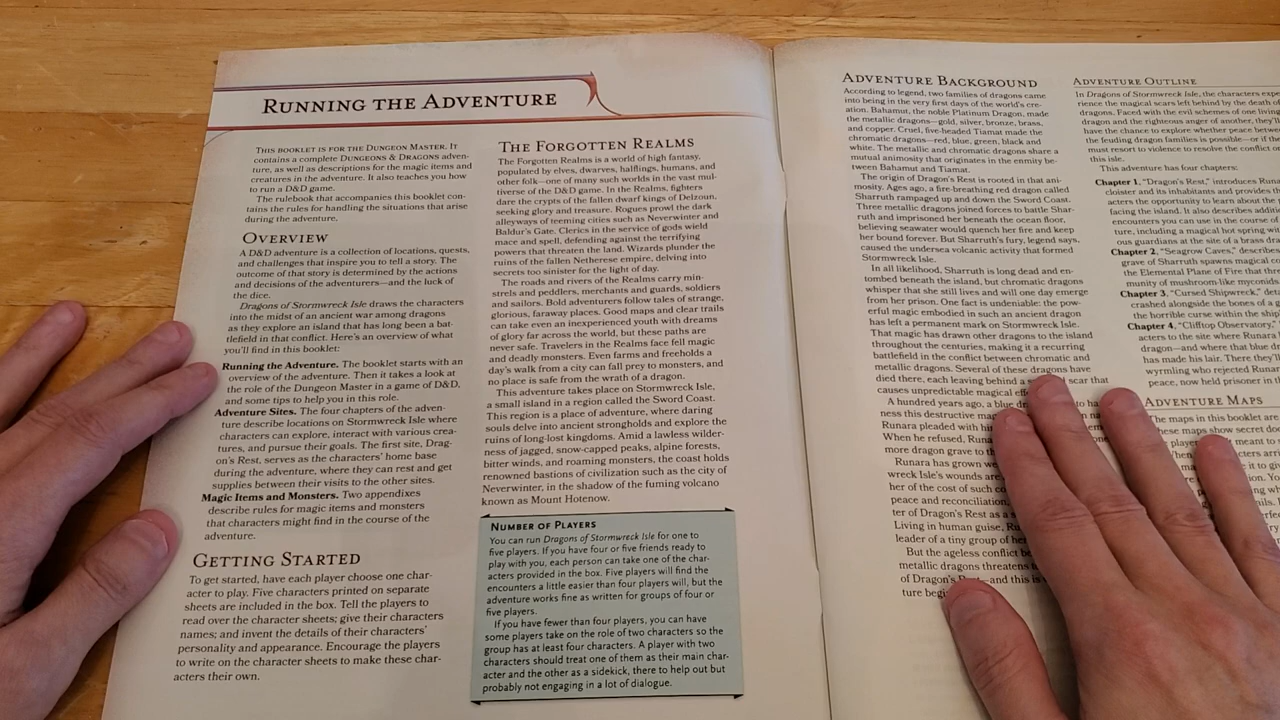 RUNNING THE ADVENTURE
THIS BOOKLET IS FOR THE DUNGEON MASTER. IT
contains a complete DUNGEONS & DRAGONS adven-
ture, as well as descriptions for the magic items and
creatures in the adventure. It also teaches you how
to run a D&D game.
The rulebook that accompanies this booklet con-
tains the rules for handling the situations that arise
during the adventure.
OVERVIEW
A D&D adventure is a collection of locations, quests,
and challenges that inspire you to tell a story. The
outcome of that story is determined by the actions
and decisions of the adventurers—and the luck of
the dice.
Dragons of Stormwreck Isle draws the characters
into the midst of an ancient war among dragons
as they explore an island that has long been a bat-
tlefield in that conflict. Here's an overview of what
you'll find in this booklet:
Running the Adventure. The booklet starts with an
overview of the adventure. Then it takes a look at
the role of the Dungeon Master in a game of D&D,
and some tips to help you in this role.
Adventure Sites. The four chapters of the adven-
ture describe locations on Stormwreck Isle where
characters can explore, interact with various crea-
tures, and pursue their goals. The first site, Drag-
on's Rest, serves as the characters' home base
during the adventure, where they can rest and get
supplies between their visits to the other sites.
Magic Items and Monsters. Two appendixes
describe rules for magic items and monsters
that characters might find in the course of the
adventure.
GETTING STARTED
To get started, have each player choose one char-
acter to play. Five characters printed on separate
sheets are included in the box. Tell the players to
read over the character sheets; give their characters
names; and invent the details of their characters'
personality and appearance. Encourage the players
to write on the character sheets to make these char-
acters their own.
THE FORGOTTEN REALMS
The Forgotten Realms is a world of high fantasy,
populated by elves, dwarves, halflings, humans, and
other folk—one of many such worlds in the vast mul-
tiverse of the D&D game. In the Realms, fighters
dare the crypts of the fallen dwarf kings of Delzoun,
seeking glory and treasure. Rogues prowl the dark
alleyways of teeming cities such as Neverwinter and
Baldur's Gate. Clerics in the service of gods wield
mace and spell, defending against the terrifying
powers that threaten the land. Wizards plunder the
ruins of the fallen Netherese empire, delving into
secrets too sinister for the light of day.
The roads and rivers of the Realms carry min-
strels and peddlers, merchants and guards, soldiers
and sailors. Bold adventurers follow tales of strange,
glorious, faraway places. Good maps and clear trails
can take even an inexperienced youth with dreams
of glory far across the world, but these paths are
never safe. Travelers in the Realms face fell magic
and deadly monsters. Even farms and freeholds a
day's walk from a city can fall prey to monsters, and
no place is safe from the wrath of a dragon.
This adventure takes place on Stormwreck Isle,
a small island in a region called the Sword Coast.
This region is a place of adventure, where daring
souls delve into ancient strongholds and explore the
ruins of long-lost kingdoms. Amid a lawless wilder-
ness of jagged, snow-capped peaks, alpine forests,
bitter winds, and roaming monsters, the coast holds
renowned bastions of civilization such as the city of
Neverwinter, in the shadow of the fuming volcano
known as Mount Hotenow.
NUMBER OF PLAYERS
You can run Dragons of Stormwreck Isle for one to
five players. If you have four or five friends ready to
play with you, each person can take one of the char-
acters provided in the box. Five players will find the
encounters a little easier than four players will, but the
adventure works fine as written for groups of four or
five players.
If you have fewer than four players, you can have
some players take on the role of two characters so the
group has at least four characters. A player with two
characters should treat one of them as their main char-
acter and the other as a sidekick, there to help out but
probably not engaging in a lot of dialogue.
ADVENTURE BACKGROUND
According to legend, two families of dragons came
into being in the very first days of the world's cre-
ation. Bahamut, the noble Platinum Dragon, made
the metallic dragons—gold, silver, bronze, brass,
and copper. Cruel, five-headed Tiamat made the
chromatic dragons—red, blue, green, black and
white. The metallic and chromatic dragons share a
mutual animosity that originates in the enmity be-
tween Bahamut and Tiamat.
The origin of Dragon's Rest is rooted in that ani-
mosity. Ages ago, a fire-breathing red dragon called
Sharruth rampaged up and down the Sword Coast.
Three metallic dragons joined forces to battle Shar-
ruth and imprisoned her beneath the ocean floor,
believing seawater would quench her fire and keep
her bound forever. But Sharruth's fury, legend says,
caused the undersea volcanic activity that formed
Stormwreck Isle.
In all likelihood, Sharruth is long dead and en-
tombed beneath the island, but chromatic dragons
whisper that she still lives and will one day emerge
from her prison. One fact is undeniable: the pow-
erful magic embodied in such an ancient dragon
has left a permanent mark on Stormwreck Isle.
That magic has drawn other dragons to the island
throughout the centuries, making it a recurring
battlefield in the conflict between chromatic and
metallic dragons. Several of these dragons have
died there, each leaving behind a scar that
causes unpredictable magical
A hundred years ago, a blue
ness this destructive
Runara pleaded with
When he refused,
more dragon grave to
Runara has grown
wreck Isle's wounds are
her of the cost of such
peace and reconciliation.
ter of Dragon's Rest as a
Living in human guise,
leader of a tiny group of
But the ageless conflict
metallic dragons threatens
of Dragon's —and this is
ture
ADVENTURE OUTLINE
In Dragons of Stormwreck Isle, the characters expe-
rience the magical scars left behind by the death of
dragons. Faced with the evil schemes of one living
dragon and the righteous anger of another, they'll
have the chance to explore whether peace between
the feuding dragon families is possible—or if the
must resort to violence to resolve the conflict on
this isle.
This adventure has four chapters:
Chapter 1, "Dragon's Rest," introduces
cloister and its inhabitants and provides
opportunity to learn about the
facing the island. It also describes
encounters you can use in the course of
ture, including a magical hot spring
ous guardians at the site of a brass
Chapter 2, "Seagrow Caves," describes
grave of Sharruth spawns magical
the Elemental Plane of Fire that
munity of mushroom-like myconids.
Chapter 3, "Cursed Shipwreck,"
crashed alongside the bones of a
the horrible curse within the
Chapter 4, "Clifftop Observatory,"
acters to the site where Runara
dragon—and where that blue
has made his lair. There they'll
wyrmling who rejected
peace, now held prisoner in
ADVENTURE MAPS
The maps in this booklet are
these maps show secret
meant to